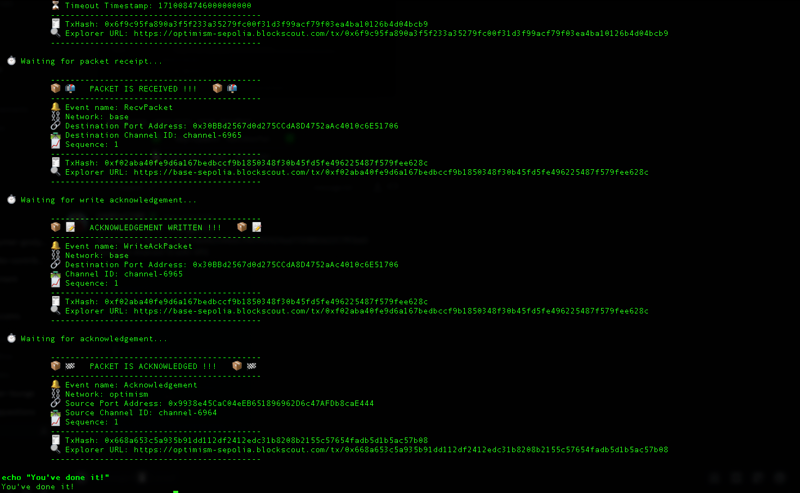 Timeout Timestamp: 1710084746000000000
----------------------------------------
TxHash: 0x6f9c95fa890a3f5f233a35279fc00f31d3f99acf79f03ea4ba10126b4d04bcb9
Explorer URL: https://optimism-sepolia.blockscout.com/tx/0x6f9c95fa890a3f5f233a35279fc00f31d3f99acf79f03ea4ba10126b4d04bcb9
----------------------------------------
Waiting for packet receipt...
----------------------------------------
PACKET IS RECEIVED !!!
----------------------------------------
Event name: RecvPacket
Network: base
Destination Port Address: 0x30BBd2567d0d275CCdA8D4752aAc4010c6E51706
Destination Channel ID: channel-6965
Sequence: 1
----------------------------------------
TxHash: 0xf02aba40fe9d6a167bedbccf9b1850348f30b45fd5fe496225487f579fee628c
Explorer URL: https://base-sepolia.blockscout.com/tx/0xf02aba40fe9d6a167bedbccf9b1850348f30b45fd5fe496225487f579fee628c
----------------------------------------
Waiting for write acknowledgement...
----------------------------------------
ACKNOWLEDGEMENT WRITTEN !!!
----------------------------------------
Event name: WriteAckPacket
Network: base
Destination Port Address: 0x30BBd2567d0d275CCdA8D4752aAc4010c6E51706
Channel ID: channel-6965
Sequence: 1
----------------------------------------
TxHash: 0xf02aba40fe9d6a167bedbccf9b1850348f30b45fd5fe496225487f579fee628c
Explorer URL: https://base-sepolia.blockscout.com/tx/0xf02aba40fe9d6a167bedbccf9b1850348f30b45fd5fe496225487f579fee628c
----------------------------------------
Waiting for acknowledgement...
----------------------------------------
PACKET IS ACKNOWLEDGED !!!
----------------------------------------
Event name: Acknowledgement
Network: optimism
Source Port Address: 0x9938e45CaC04eEB651896962D6c47AFDb8caE444
Source Channel ID: channel-6964
Sequence: 1
----------------------------------------
TxHash: 0x668a653c5a935b91dd112df2412edc31b8208b2155c57654fadb5d1b5ac57b08
Explorer URL: https://optimism-sepolia.blockscout.com/tx/0x668a653c5a935b91dd112df2412edc31b8208b2155c57654fadb5d1b5ac57b08
----------------------------------------
echo "You've done it!"
You've done it!